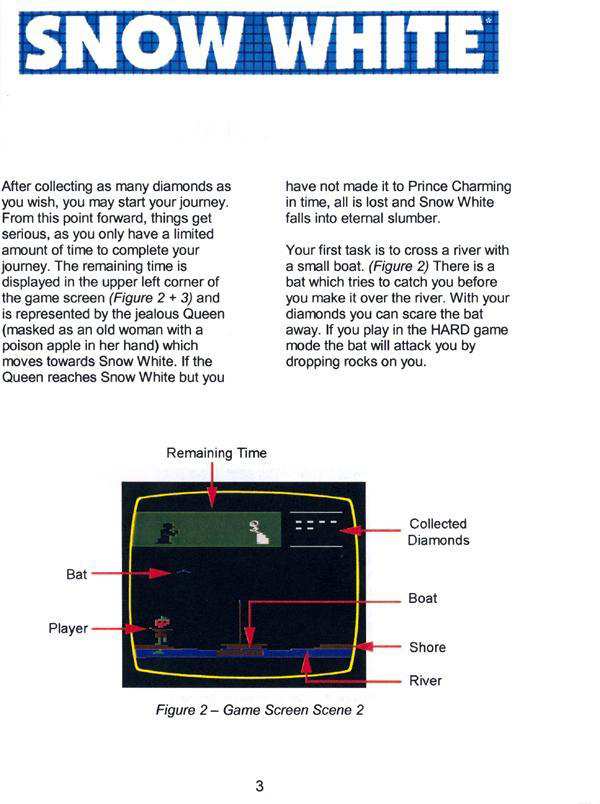 SNOW WHITE
After collecting as many diamonds as
you wish, you may start your journey.
From this point forward, things get
serious, as you only have a limited
amount of time to complete your
journey. The remaining time is
displayed in the upper left corner of
the game screen (Figure 2 + 3) and
is represented by the jealous Queen
(masked as an old woman with a
poison apple in her hand) which
moves towards Snow White. If the
Queen reaches Snow White but you
have not made it to Prince Charming
in time, all is lost and Snow White
falls into eternal slumber.
Your first task is to cross a river with
a small boat. (Figure 2) There is a
bat which tries to catch you before
you make it over the river. With your
diamonds you can scare the bat
away. If you play in the HARD game
mode the bat will attack you by
dropping rocks on you.
Remaining Time
Collected
Diamonds
Bat
Boat
Player
Shore
River
Figure 2 – Game Screen Scene 2
3